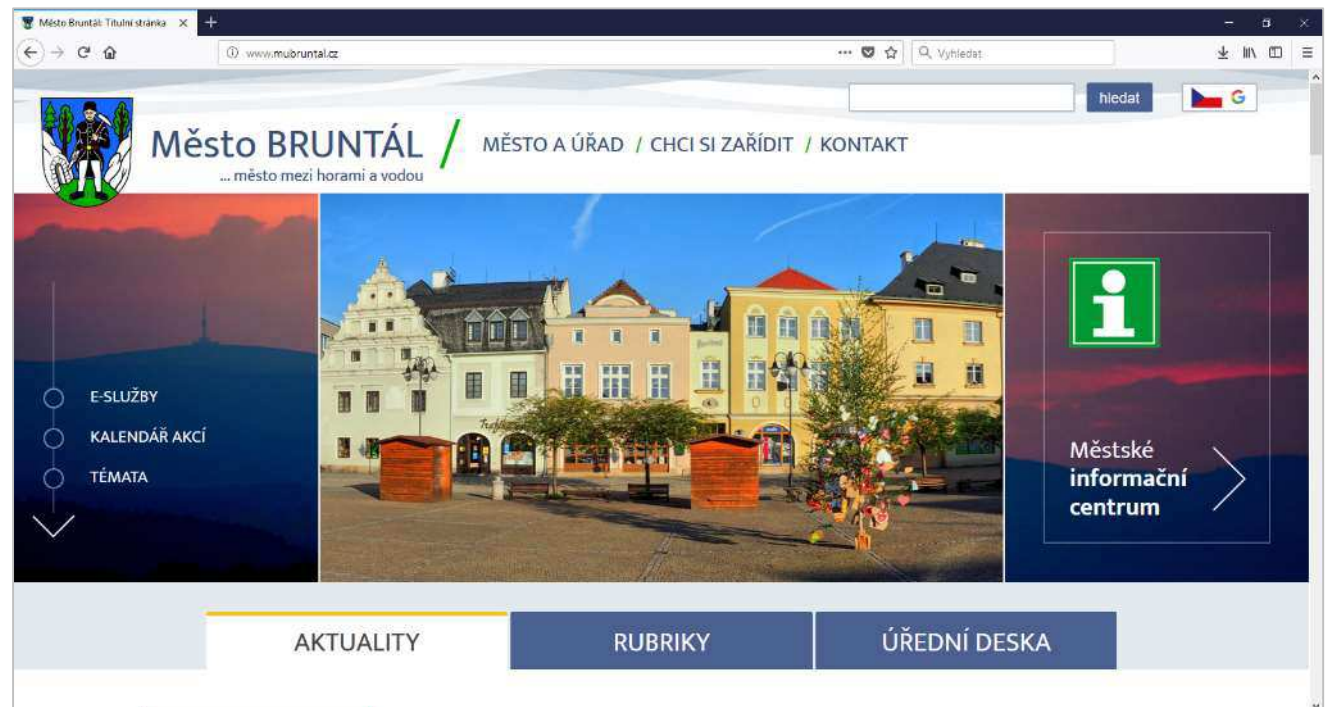 Město Bruntál: Titulní stránka
www.mubruntal.cz
Vyhledat
hledat
Město BRUNTÁL / MĚSTO A ÚŘAD / CHCI SI ZAŘÍDIT / KONTAKT
... město mezi horami a vodou
E-SLUŽBY
KALENDÁŘ AKCÍ
TÉMATA
Městské
informační
centrum
AKTUALITY
RUBRIKY
ÚŘEDNÍ DESKA